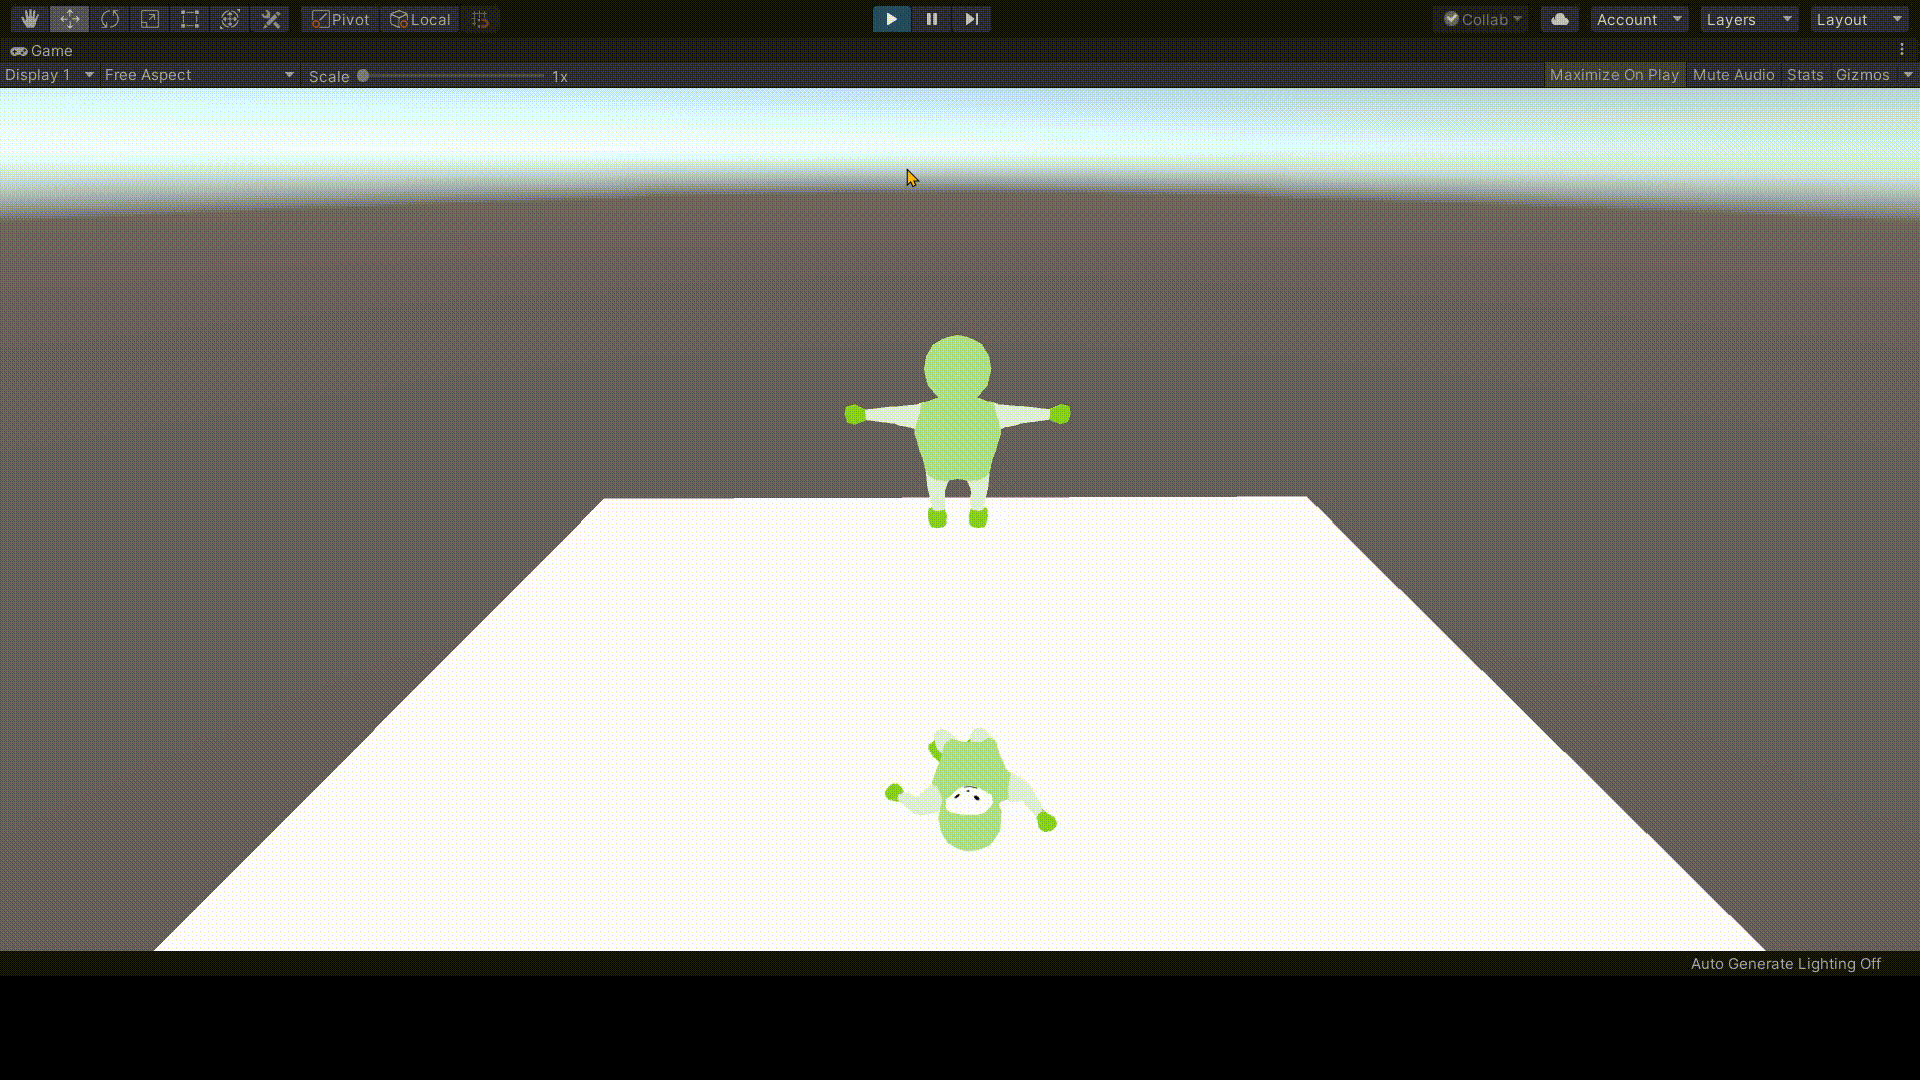 Pivot Local Collab Account Layers Layout
Game
Display 1 Free Aspect Scale 1x Maximize On Play Mute Audio Stats Gizmos
Auto Generate Lighting Off